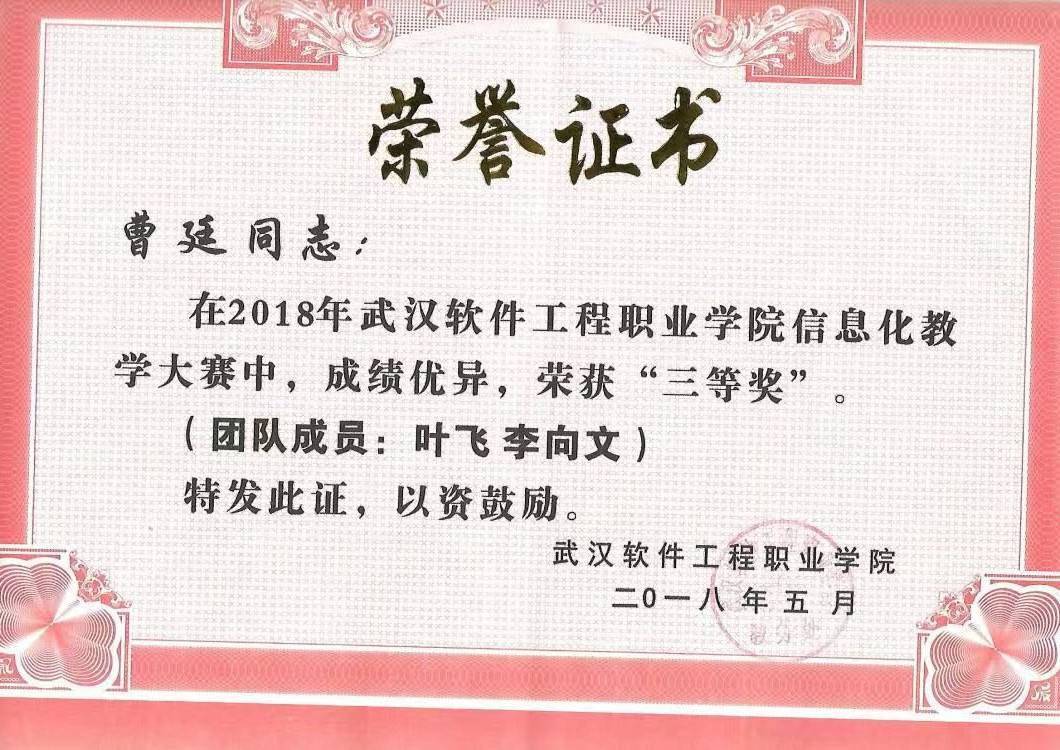 荣誉证书
曹廷同志：
在2018年武汉软件工程职业学院信息化教
学大赛中，成绩优异，荣获“三等奖”。
（团队成员：叶飞 李向文）
特发此证，以资鼓励。
武汉软件工程职业学院
二〇一八年五月
教务处